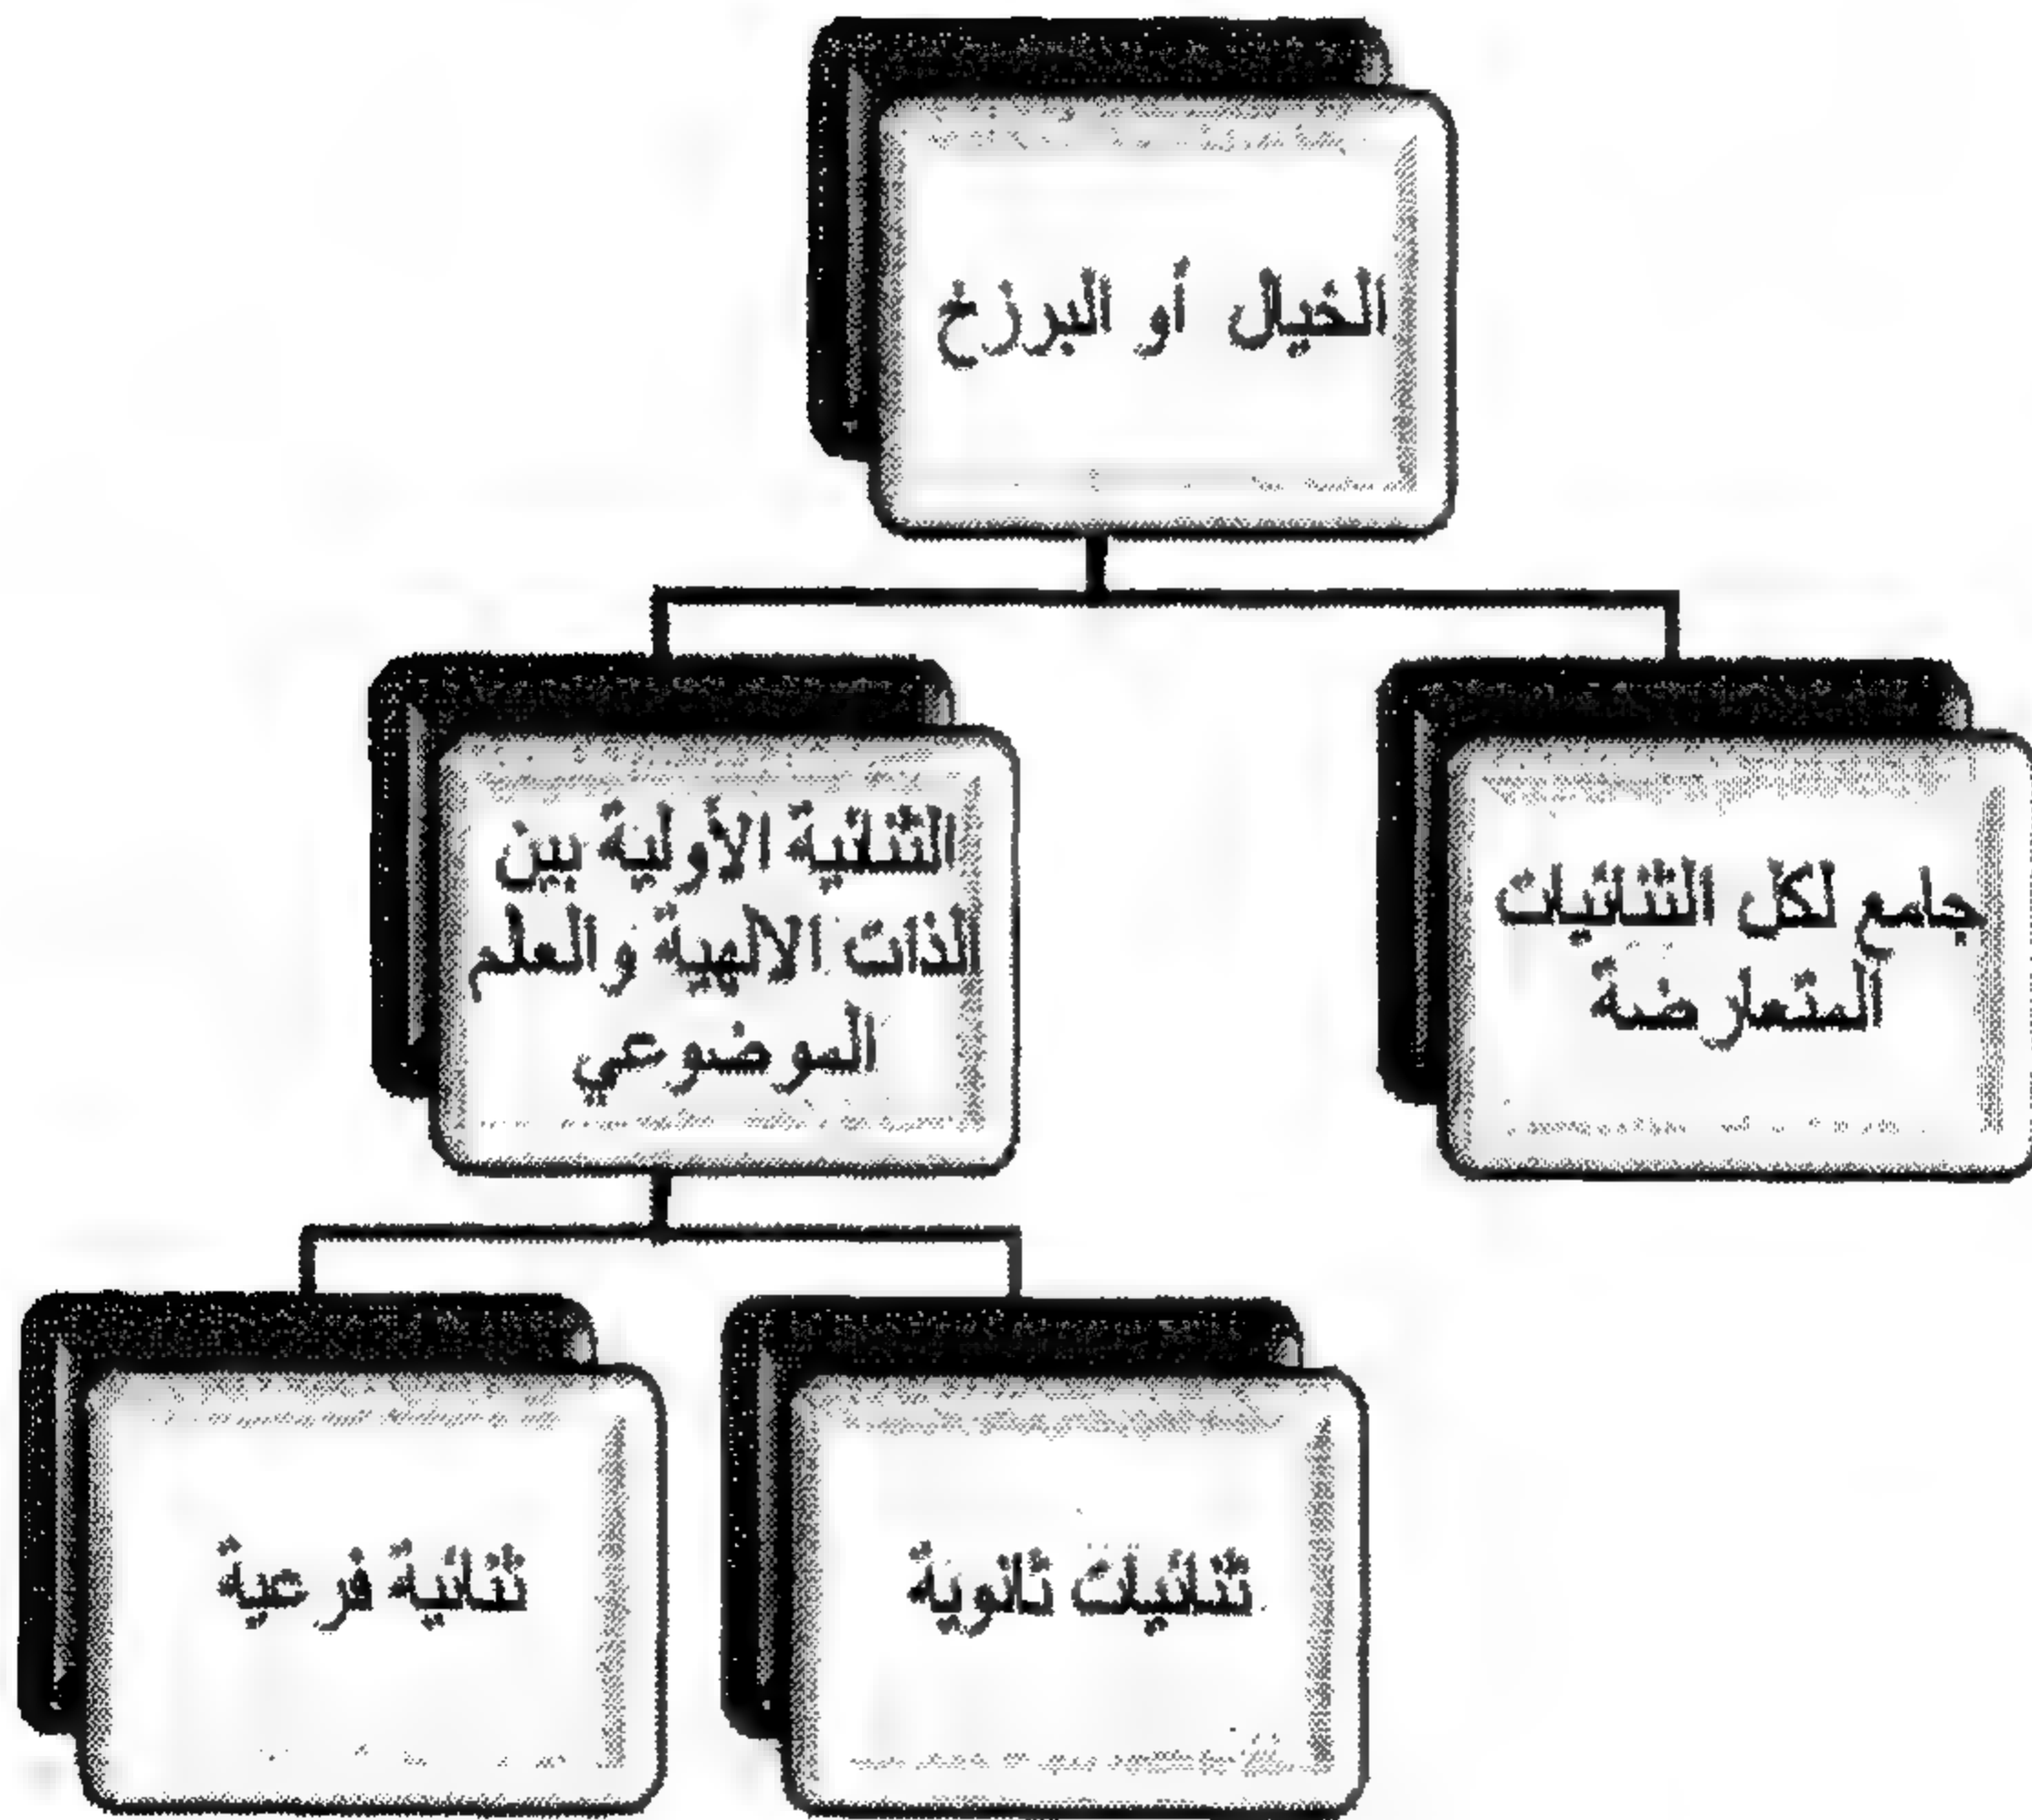 الخيال أو البرزخ
جامع لكل الثنائيات
المتعارضة
الثنائية الأولية بين
الذات الالهية والعلم
الموضوعي
ثنائيات ثانوية
ثنائية فرعية